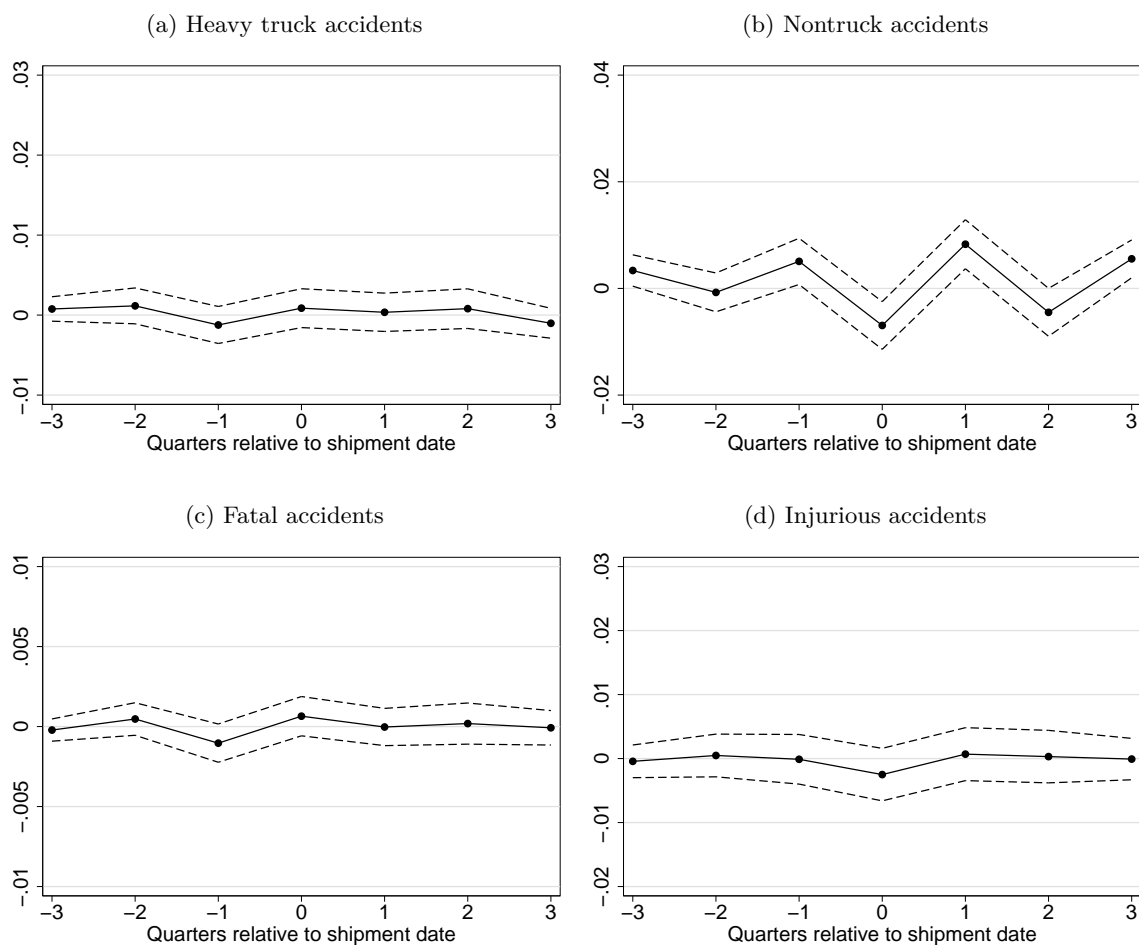 (a) Heavy truck accidents
.03
.02
.01
0
-.01
−3 −2 −1 0 1 2 3
Quarters relative to shipment date
(b) Nontruck accidents
.04
.02
0
-.02
−3 −2 −1 0 1 2 3
Quarters relative to shipment date
(c) Fatal accidents
.01
.005
0
-.005
-.01
−3 −2 −1 0 1 2 3
Quarters relative to shipment date
(d) Injurious accidents
.03
.02
.01
0
-.01
-.02
−3 −2 −1 0 1 2 3
Quarters relative to shipment date